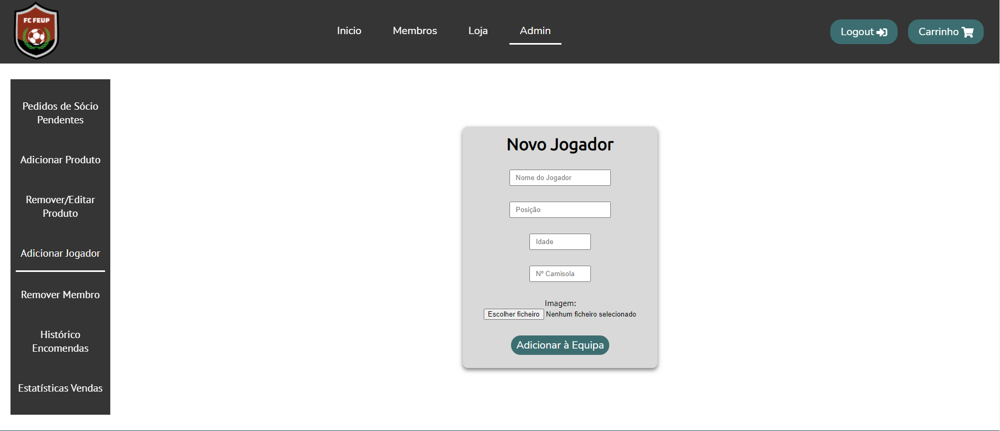 FC FEUP
Inicio
Membros
Loja
Admin
Logout
Carrinho
Pedidos de Sócio
Pendentes
Adicionar Produto
Remover/Editar
Produto
Adicionar Jogador
Remover Membro
Histórico
Encomendas
Estatísticas Vendas
Novo Jogador
Nome do Jogador
Posição
Idade
Nº Camisola
Imagem:
Escolher ficheiro Nenhum ficheiro selecionado
Adicionar à Equipa